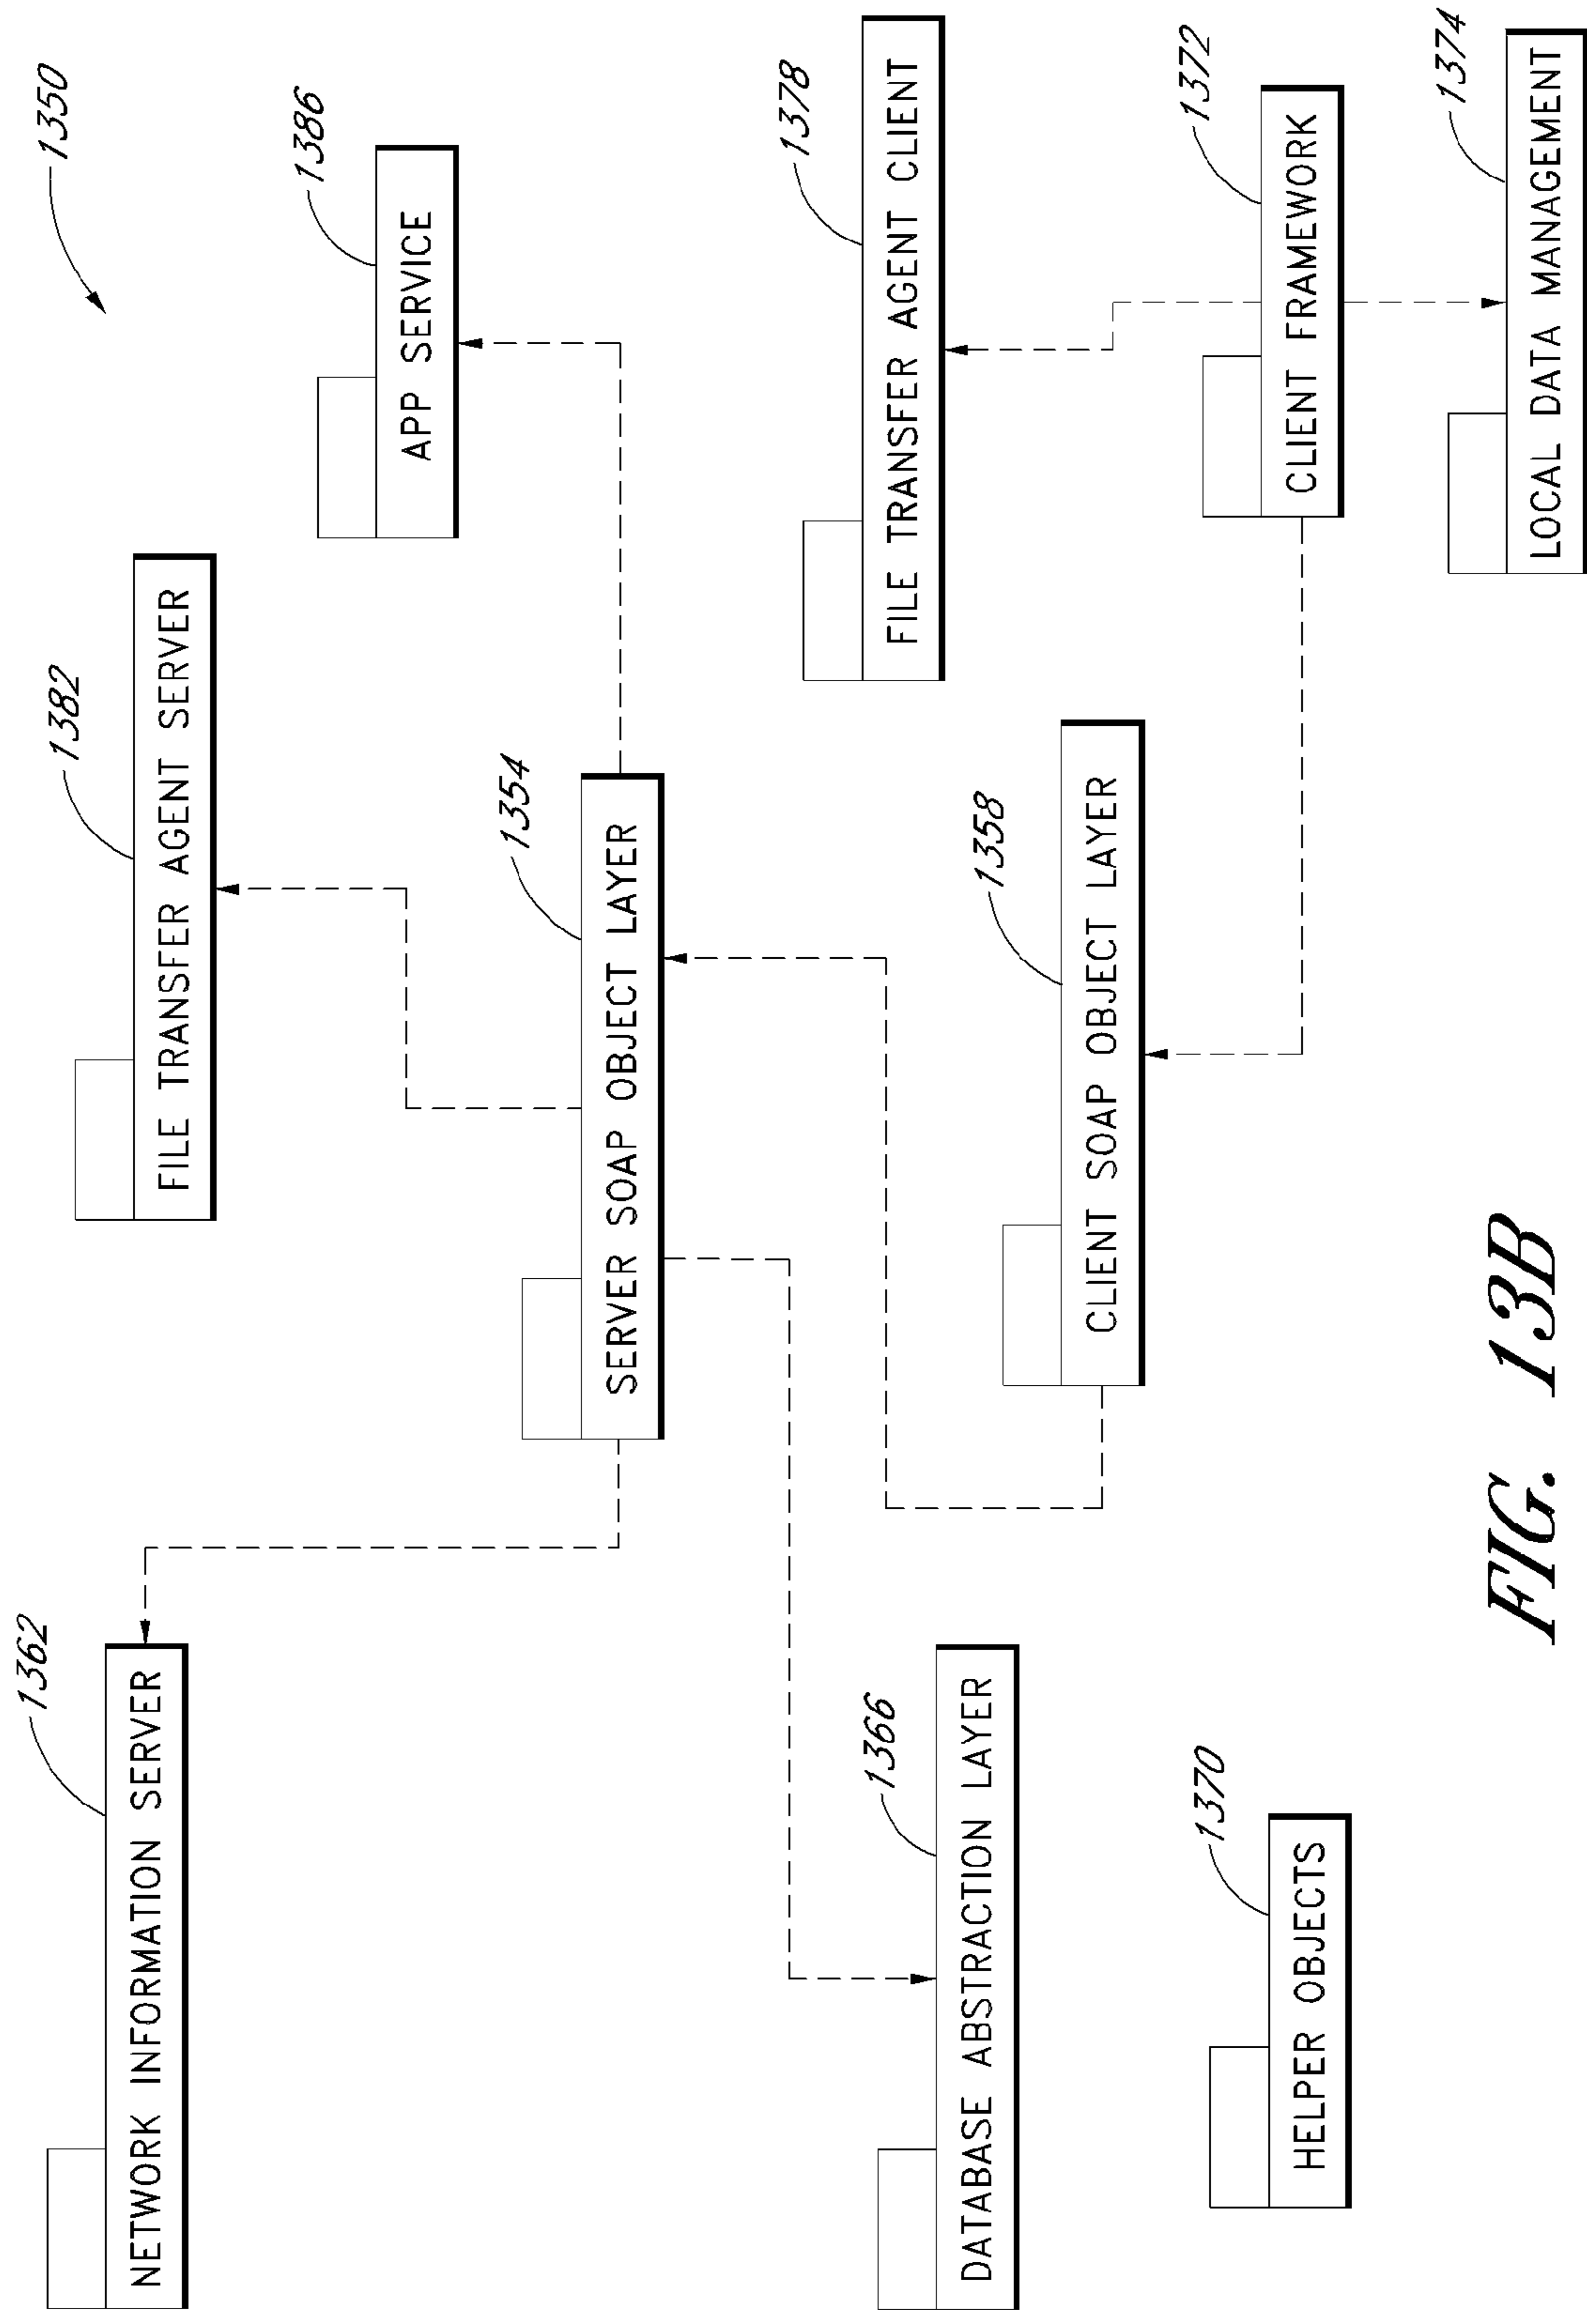 1350
1362
NETWORK INFORMATION SERVER
1382
FILE TRANSFER AGENT SERVER
1386
APP SERVICE
1354
SERVER SOAP OBJECT LAYER
1366
DATABASE ABSTRACTION LAYER
1378
FILE TRANSFER AGENT CLIENT
1358
CLIENT SOAP OBJECT LAYER
1370
HELPER OBJECTS
1372
CLIENT FRAMEWORK
1374
LOCAL DATA MANAGEMENT
FIG. 13B